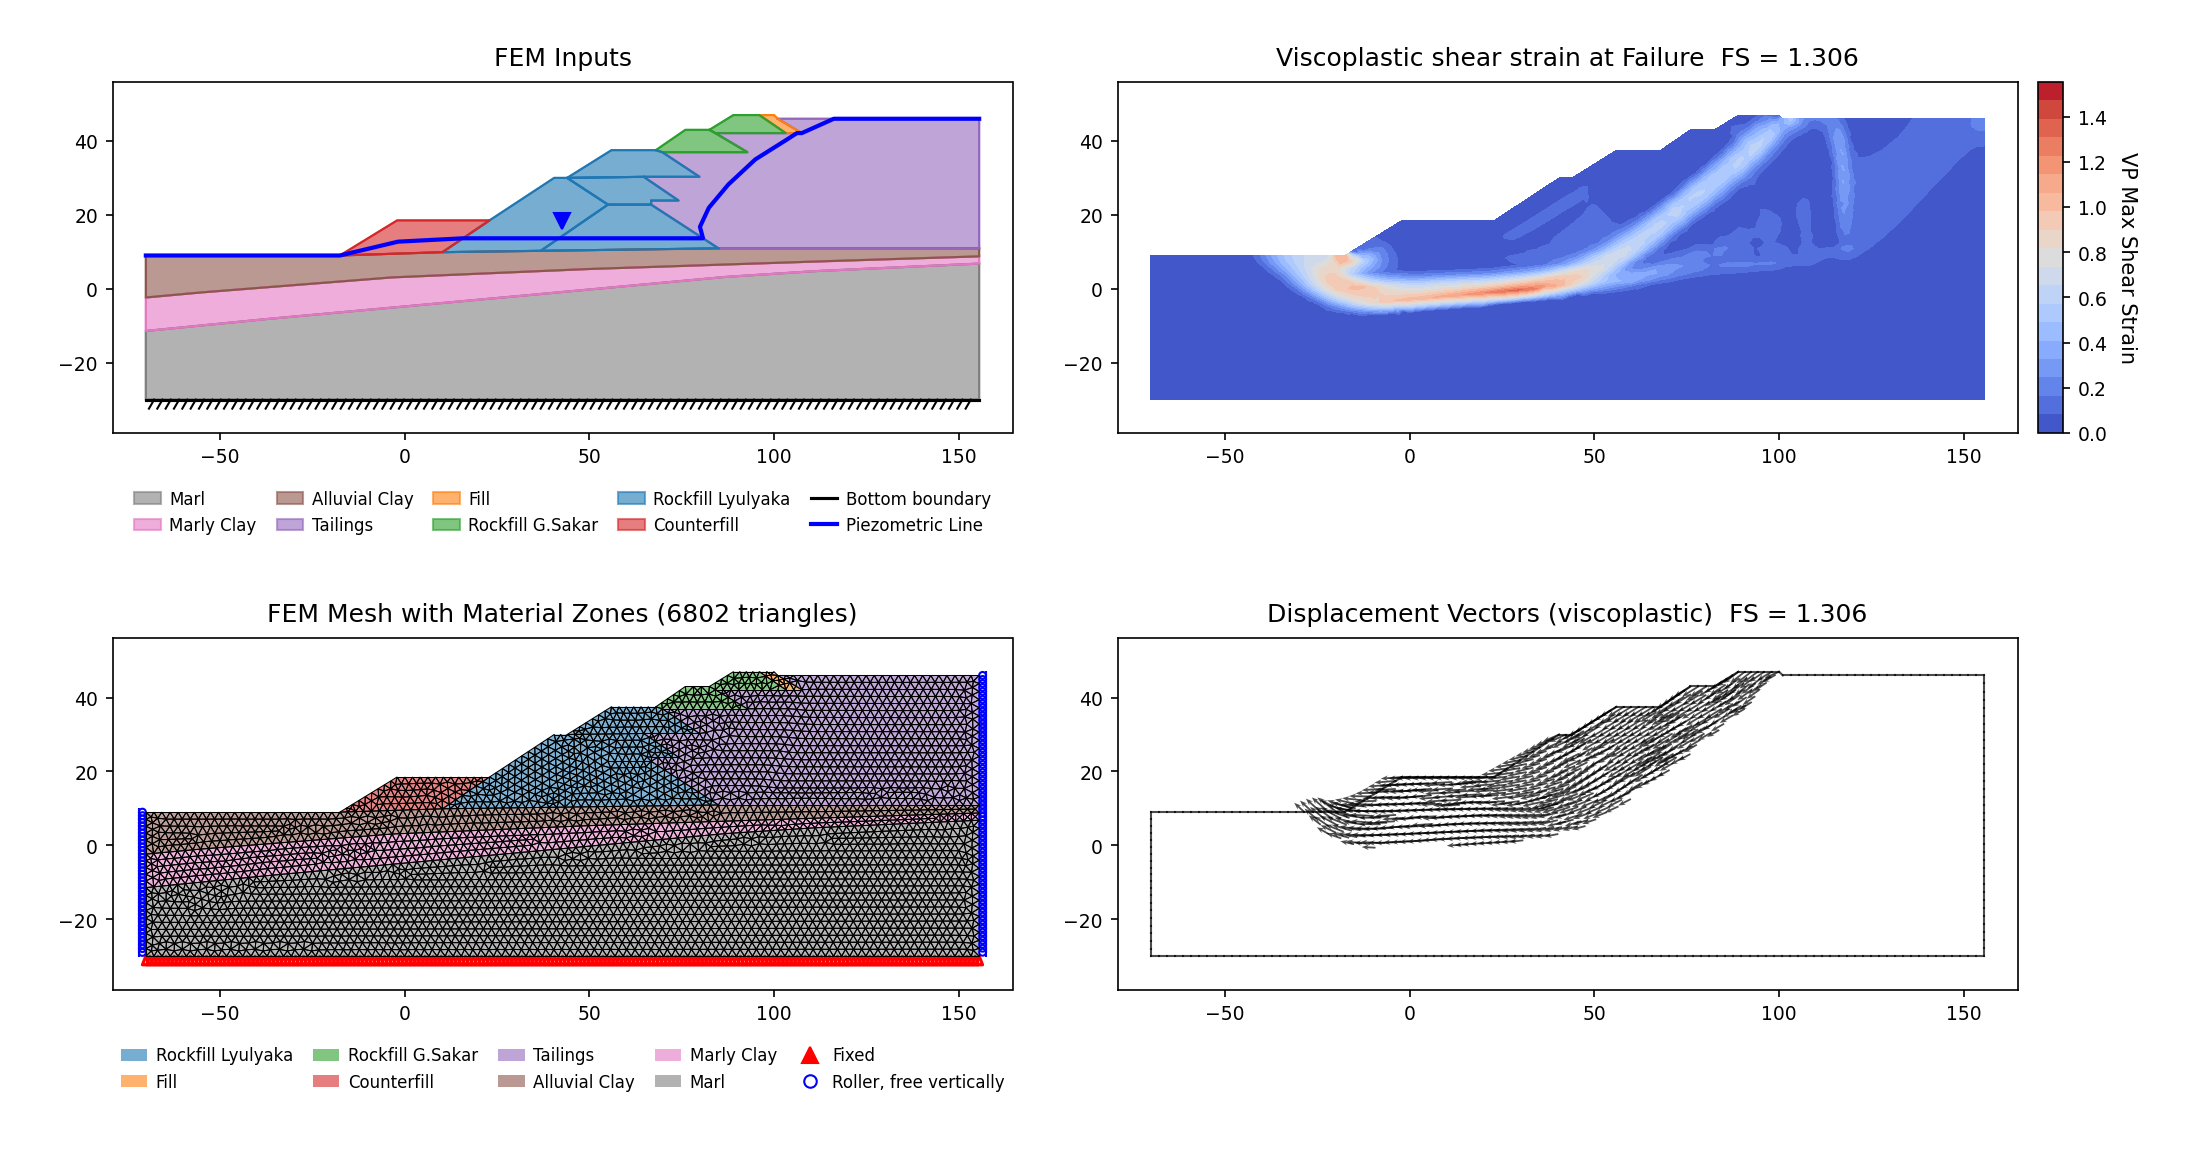 FEM Inputs
40
20
0
−20
−50 0 50 100 150
Marl Alluvial Clay Fill Rockfill Lyulyaka Bottom boundary
Marly Clay Tailings Rockfill G.Sakar Counterfill Piezometric Line
Viscoplastic shear strain at Failure FS = 1.306
40
20
0
−20
−50 0 50 100 150
1.4
1.2
1.0
0.8
0.6
0.4
0.2
0.0
VP Max Shear Strain
FEM Mesh with Material Zones (6802 triangles)
40
20
0
−20
−50 0 50 100 150
Rockfill Lyulyaka Rockfill G.Sakar Tailings Marly Clay Fixed
Fill Counterfill Alluvial Clay Marl Roller, free vertically
Displacement Vectors (viscoplastic) FS = 1.306
40
20
0
−20
−50 0 50 100 150